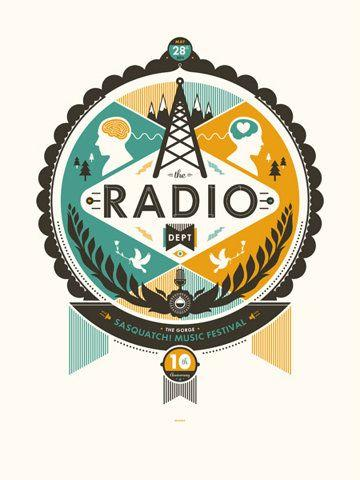 MAY
28th
the
RADIO
DEPT
THE GORGE
SASQUATCH! MUSIC FESTIVAL
10th
Anniversary